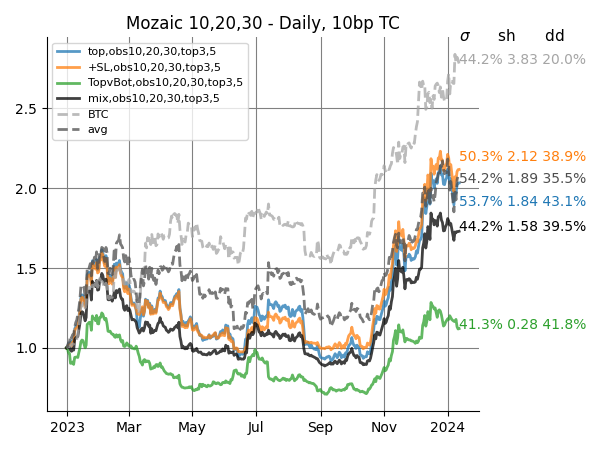 Mozaic 10,20,30 - Daily, 10bp TC
σ sh dd
top,obs10,20,30,top3,5
+SL,obs10,20,30,top3,5
TopvBot,obs10,20,30,top3,5
mix,obs10,20,30,top3,5
BTC
avg
44.2% 3.83 20.0%
50.3% 2.12 38.9%
54.2% 1.89 35.5%
53.7% 1.84 43.1%
44.2% 1.58 39.5%
41.3% 0.28 41.8%
2.5
2.0
1.5
1.0
2023 Mar May Jul Sep Nov 2024